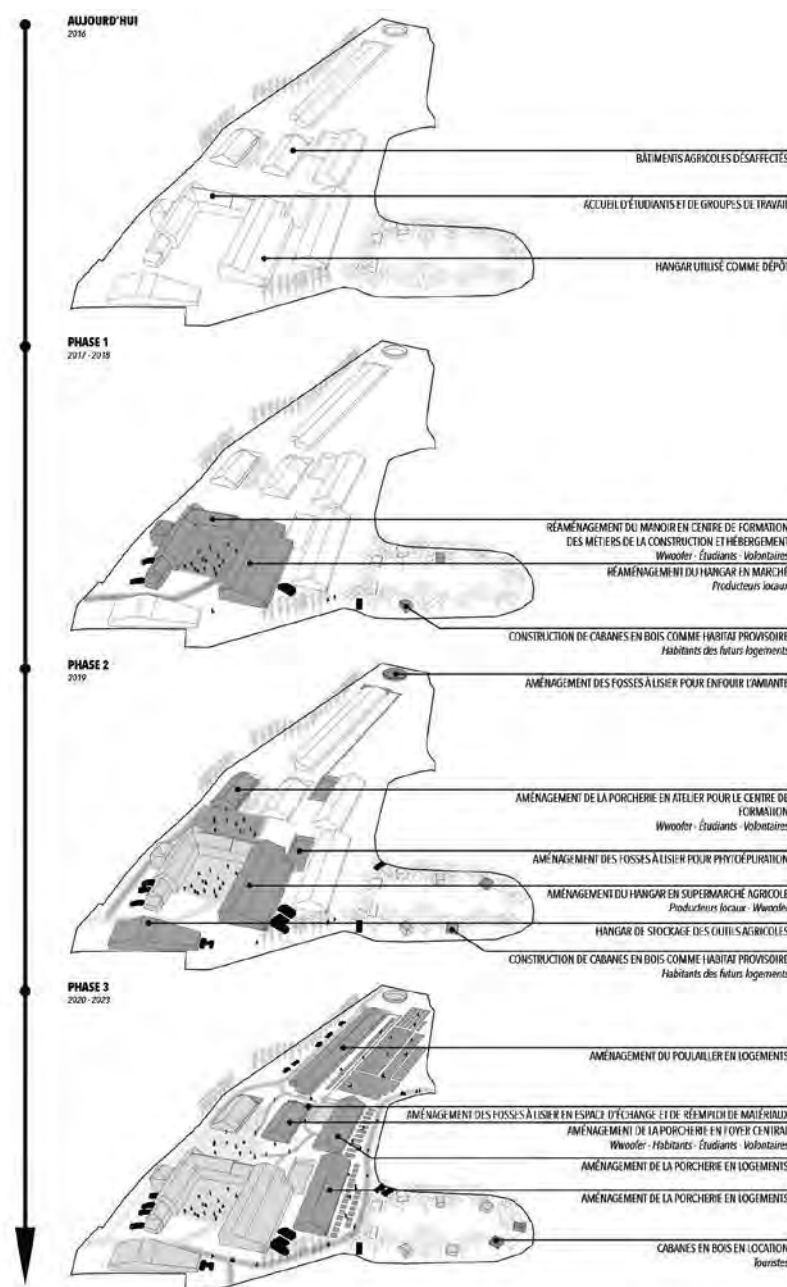 AUJOURD'HUI
2016
BÂTIMENTS AGRICOLES DÉSAFFECTÉS
ACCUEIL D'ÉTUDIANTS ET DE GROUPES DE TRAVAIL
HANGAR UTILISÉ COMME DÉPÔT
PHASE 1
2017 - 2018
RÉAMÉNAGEMENT DU MANOIR EN CENTRE DE FORMATION
DES MÉTIERS DE LA CONSTRUCTION ET HÉBERGEMENT
Wwoofer - Étudiants - Volontaires
RÉAMÉNAGEMENT DU HANGAR EN MARCHÉ
Producteurs locaux
CONSTRUCTION DE CABANES EN BOIS COMME HABITAT PROVISOIRE
Habitants des futurs logements
PHASE 2
2019
AMÉNAGEMENT DES FOSSES À LISIER POUR ENFOUIR L'AMIANTE
AMÉNAGEMENT DE LA PORCHERIE EN ATELIER POUR LE CENTRE DE
FORMATION
Wwoofer - Étudiants - Volontaires
AMÉNAGEMENT DES FOSSES À LISIER POUR PHYTOÉPURATION
AMÉNAGEMENT DU HANGAR EN SUPERMARCHÉ AGRICOLE
Producteurs locaux - Wwoofer
HANGAR DE STOCKAGE DES OUTILS AGRICOLES
CONSTRUCTION DE CABANES EN BOIS COMME HABITAT PROVISOIRE
Habitants des futurs logements
PHASE 3
2020 - 2023
AMÉNAGEMENT DU POULAILLER EN LOGEMENTS
AMÉNAGEMENT DES FOSSES À LISIER EN ESPACE D'ÉCHANGE ET DE RÉEMPLOI DE MATÉRIAUX
AMÉNAGEMENT DE LA PORCHERIE EN FOYER CENTRAL
Wwoofer - Habitants - Étudiants - Volontaires
AMÉNAGEMENT DE LA PORCHERIE EN LOGEMENTS
AMÉNAGEMENT DE LA PORCHERIE EN LOGEMENTS
CABANES EN BOIS EN LOCATION
Touristes